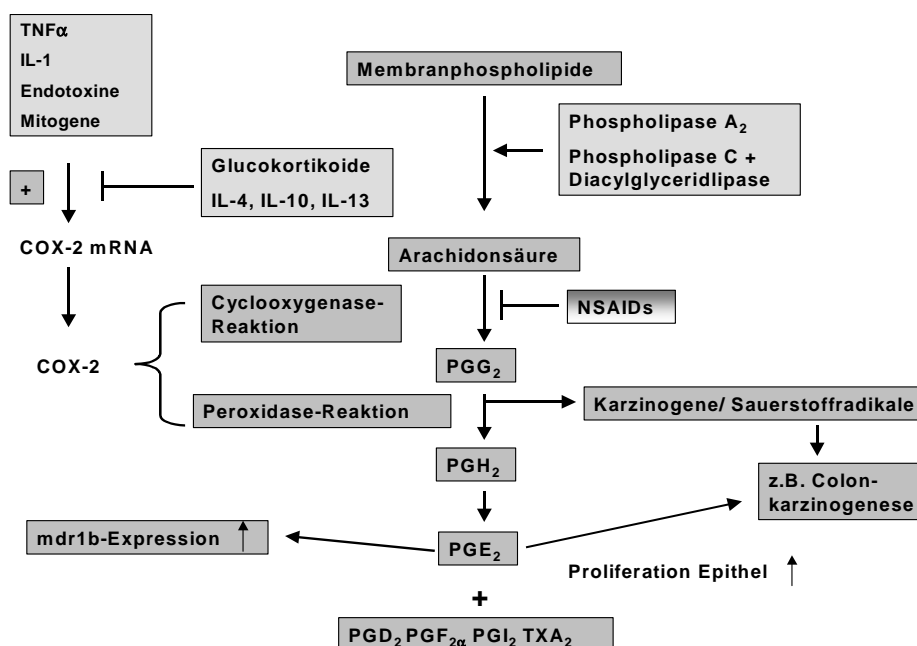 TNFα
IL-1
Endotoxine
Mitogene
Membranphospholipide
Phospholipase A₂
Phospholipase C +
Diacylglyceridlipase
Glucokortikoide
IL-4, IL-10, IL-13
+
COX-2 mRNA
Arachidonsäure
Cyclooxygenase-
Reaktion
NSAIDs
COX-2
PGG₂
Peroxidase-Reaktion
Karzinogene/ Sauerstoffradikale
PGH₂
z.B. Colon-
karzinogenese
mdr1b-Expression
PGE₂
Proliferation Epithel
+
PGD₂ PGF₂α PGI₂ TXA₂